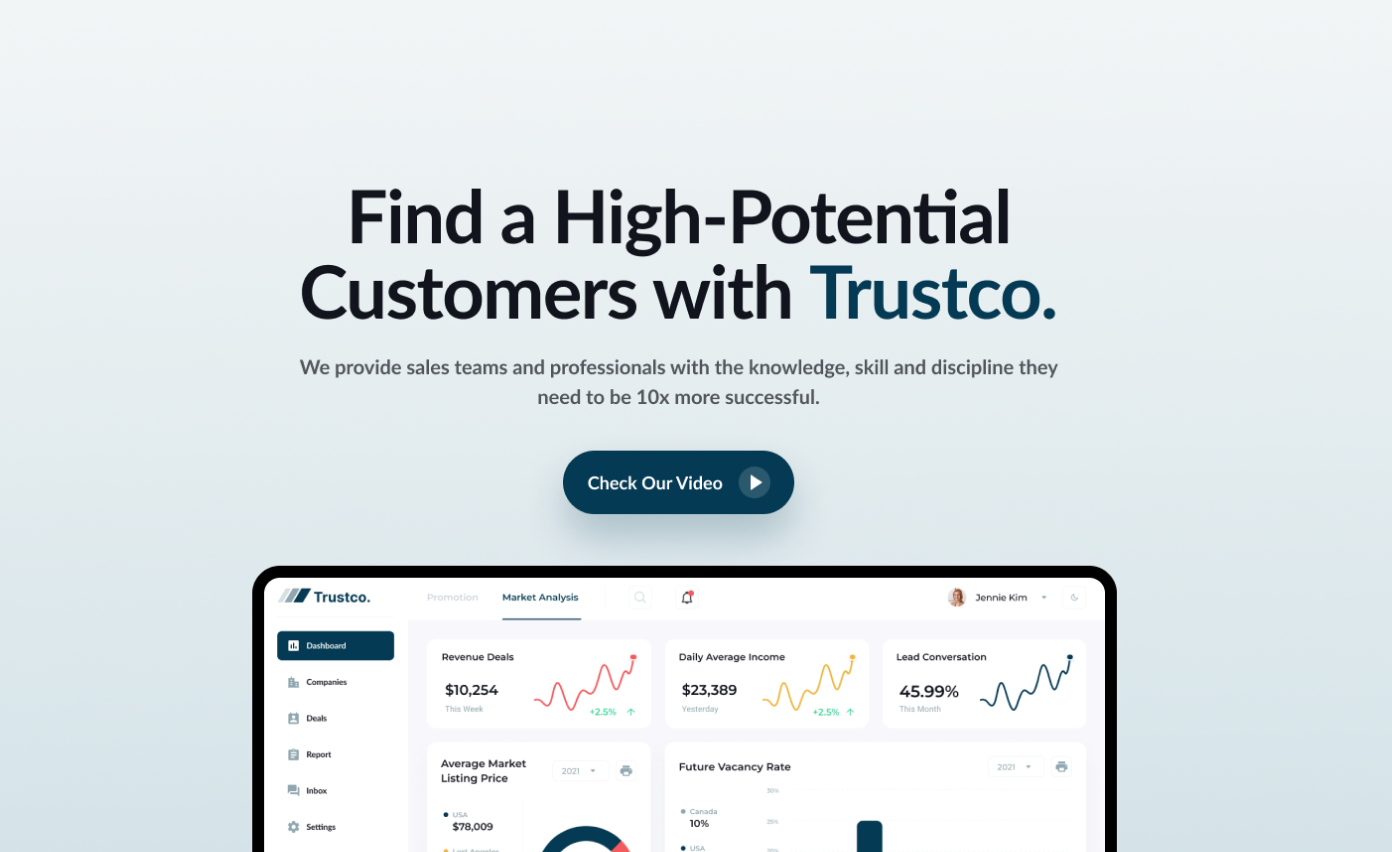 Find a High-Potential
Customers with Trustco.
We provide sales teams and professionals with the knowledge, skill and discipline they
need to be 10x more successful.
Check Our Video
Trustco.
Promotion
Market Analysis
Jennie Kim
Dashboard
Companies
Deals
Report
Inbox
Settings
Revenue Deals
$10,254
This Week
+2.5%
Daily Average Income
$23,389
Yesterday
+2.5%
Lead Conversation
45.99%
This Month
Average Market
Listing Price
2021
USA
$78,009
Future Vacancy Rate
2021
Canada
10%
USA
30%
25%